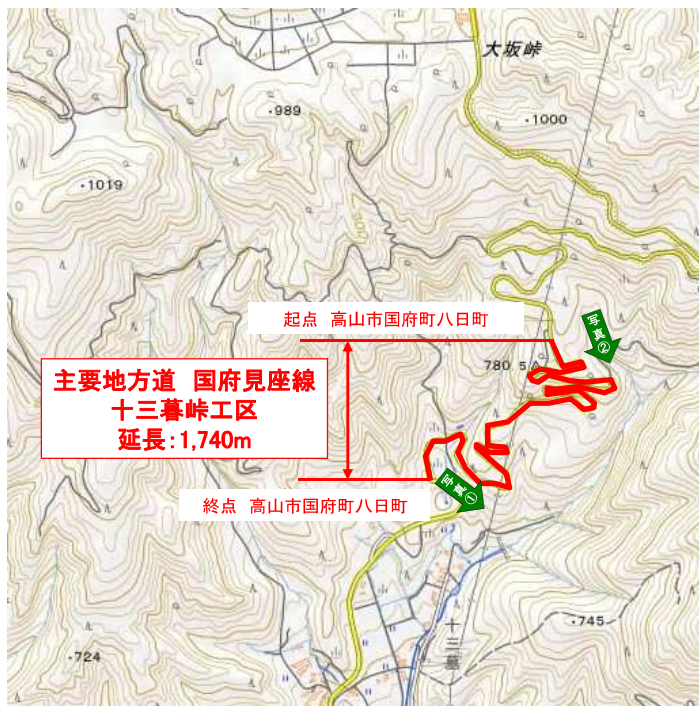 大坂峠
989
1000
1019
起点 高山市国府町八日町
写真②
780 5
主要地方道 国府見座線
十三墓峠工区
延長:1,740m
写真①
終点 高山市国府町八日町
745
十三墓
724